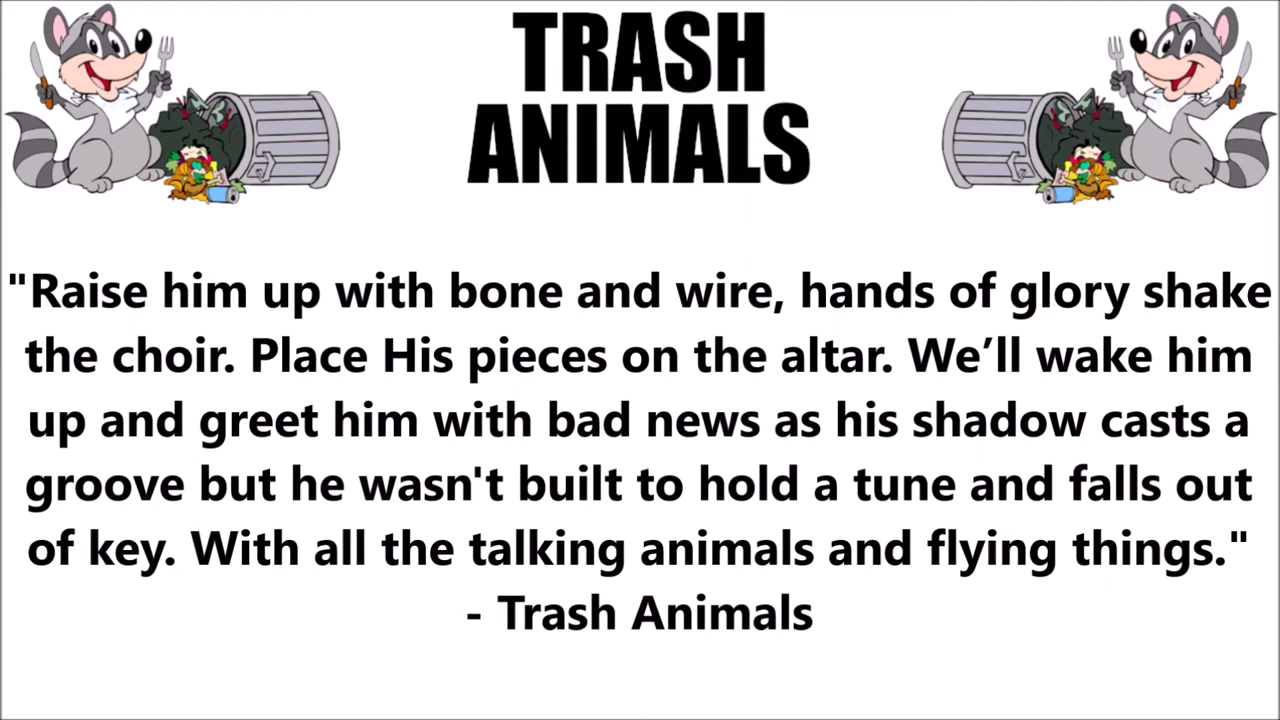 TRASH
ANIMALS
"Raise him up with bone and wire, hands of glory shake
the choir. Place His pieces on the altar. We’ll wake him
up and greet him with bad news as his shadow casts a
groove but he wasn't built to hold a tune and falls out
of key. With all the talking animals and flying things."
- Trash Animals